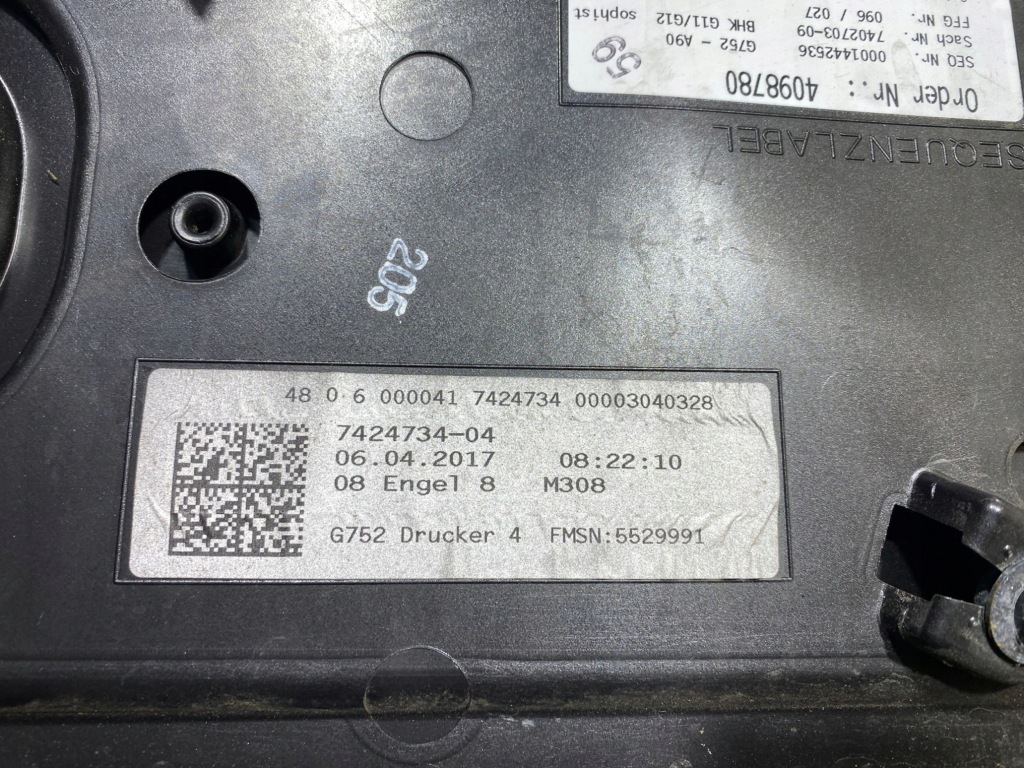 Order Nr.: 4098780
SEQ Nr. 0001442536 G752 - A90
Sach Nr. 7402703-09 BHK G11/G12
FFG Nr. 096 / 027 sophist
59
SEQUENZLABEL
205
48 0 6 000041 7424734 00003040328
7424734-04
06.04.2017 08:22:10
08 Engel 8 M308
G752 Drucker 4 FMSN:5529991